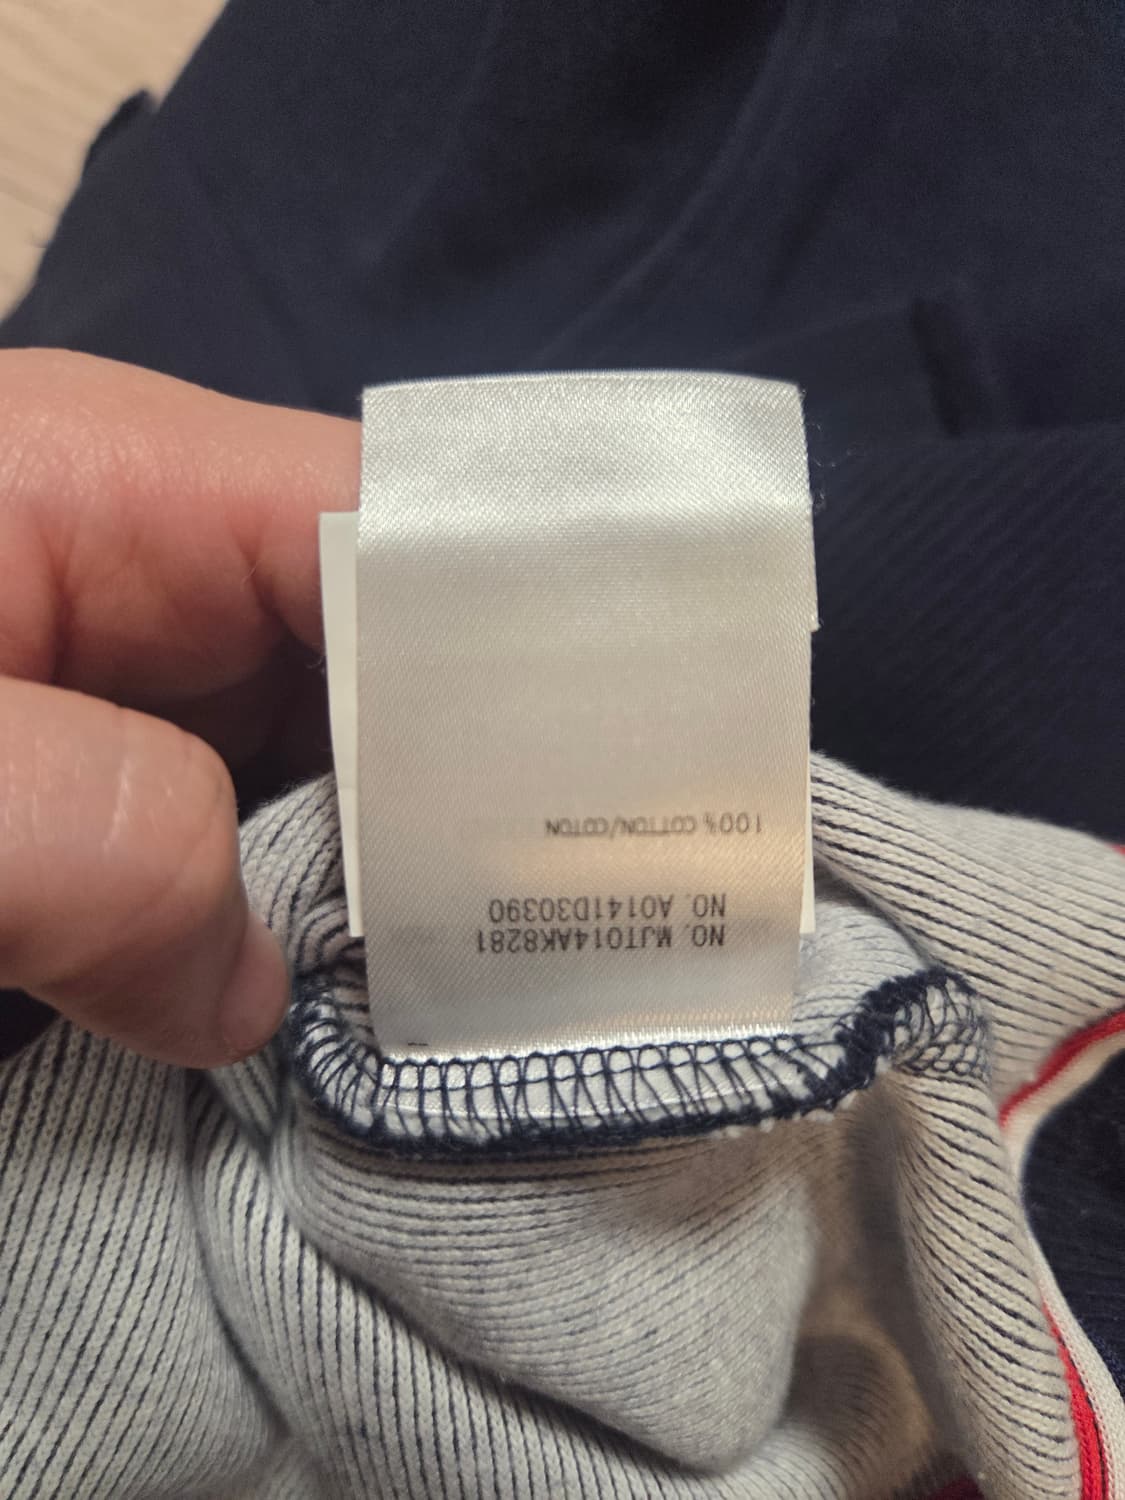 NO. MJT014AK8281
NO. A0141D30390
100% COTTON/COTON